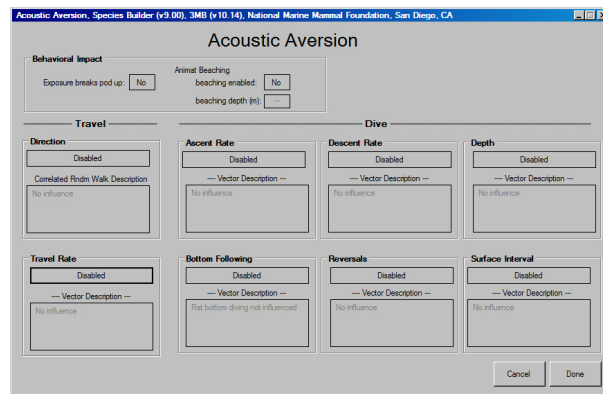 Acoustic Aversion, Species Builder (v9.00), 3MB (v10.14), National Marine Mammal Foundation, San Diego, CA
Acoustic Aversion
Behavioral Impact
Exposure breaks pod up: No
Animat Beaching
beaching enabled: No
beaching depth (m): ---
Travel
Dive
Direction
Disabled
Correlated Rndm Walk Description
No influence
Ascent Rate
Disabled
---- Vector Description ---
No influence
Descent Rate
Disabled
---- Vector Description ---
No influence
Depth
Disabled
---- Vector Description ---
No influence
Travel Rate
Disabled
---- Vector Description ---
No influence
Bottom Following
Disabled
---- Vector Description ---
Flat bottom diving not influenced
Reversals
Disabled
---- Vector Description ---
No influence
Surface Interval
Disabled
---- Vector Description ---
No influence
Cancel
Done